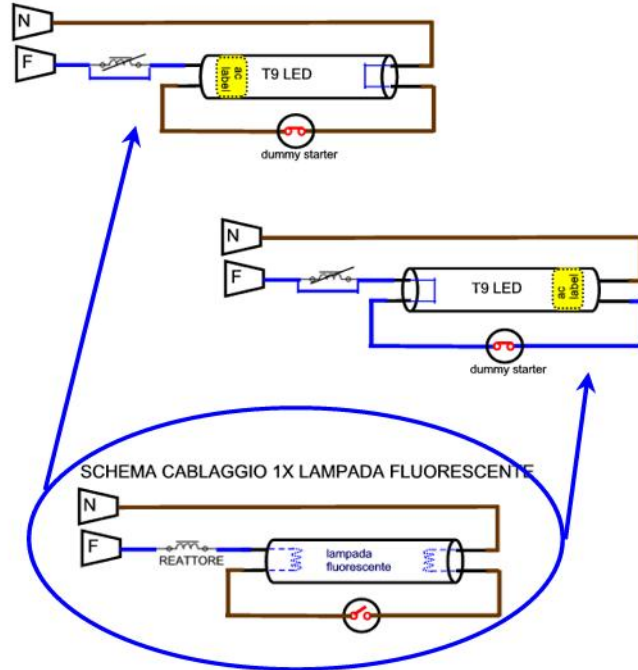 N
F
ac
label
T9 LED
dummy starter
N
F
T9 LED
ac
label
dummy starter
SCHEMA CABLAGGIO 1X LAMPADA FLUORESCENTE
N
F
REATTORE
lampada
fluorescente